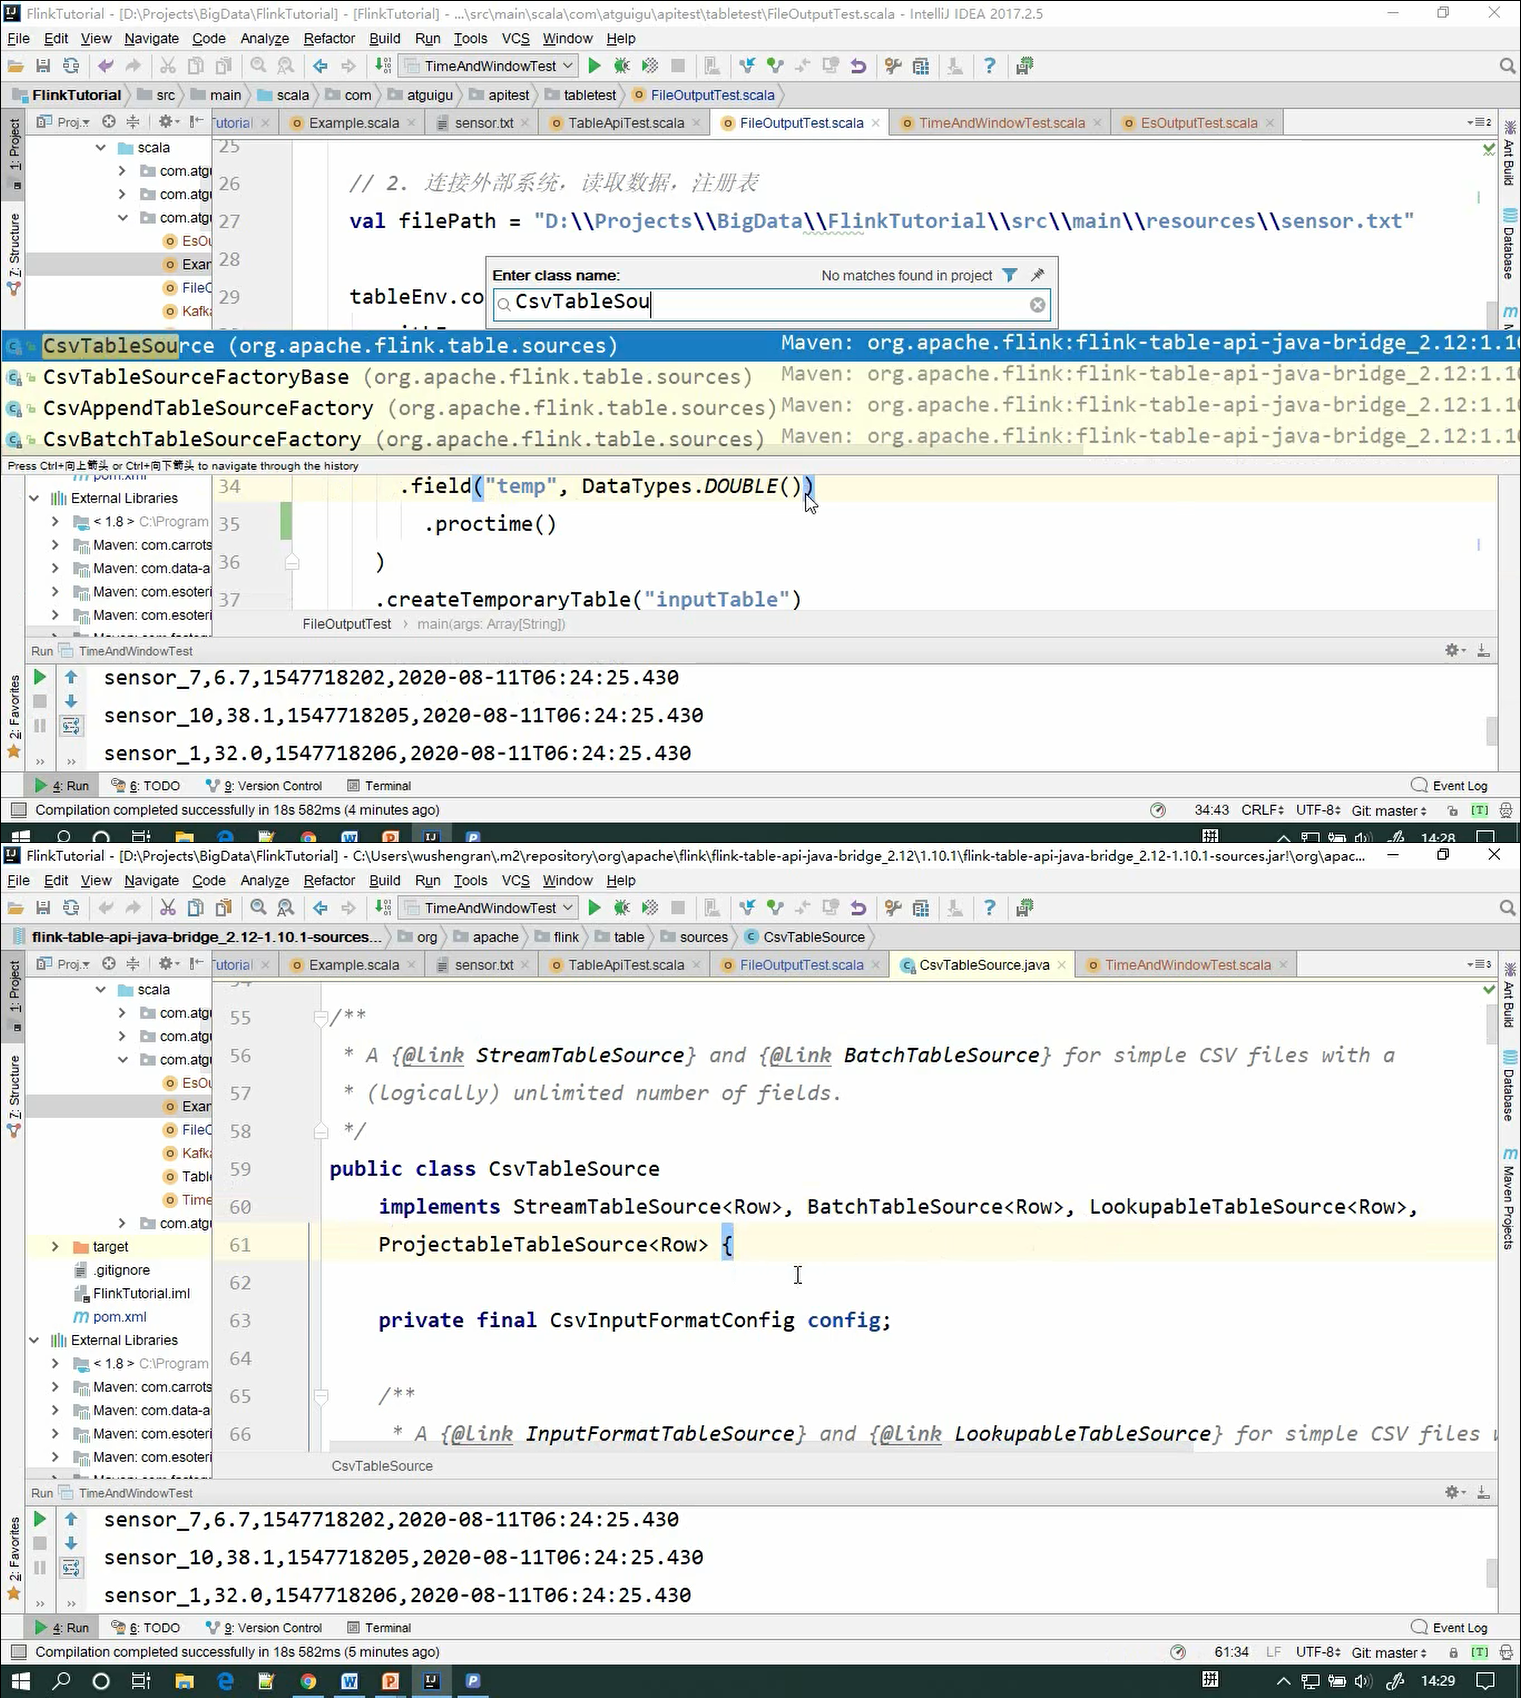 FlinkTutorial - [D:\Projects\BigData\FlinkTutorial] - [FlinkTutorial] - ...\src\main\scala\com\atguigu\apitest\tabletest\FileOutputTest.scala - IntelliJ IDEA 2017.2.5
File Edit View Navigate Code Analyze Refactor Build Run Tools VCS Window Help
TimeAndWindowTest
FlinkTutorial src main scala com atguigu apitest tabletest FileOutputTest.scala
1: Project
Proj.
utorial Example.scala sensor.txt TableApiTest.scala FileOutputTest.scala TimeAndWindowTest.scala EsOutputTest.scala
2
Ant Build
scala
25
com.atgu
26 // 2. 连接外部系统，读取数据，注册表
com.atgu
com.atgu
27 val filePath = "D:\\Projects\\BigData\\FlinkTutorial\\src\\main\\resources\\sensor.txt"
7: Structure
Database
EsOu
Exar
28
Enter class name: No matches found in project
FileO
29 tableEnv.co
CsvTableSou
Kafka
CsvTableSource (org.apache.flink.table.sources) Maven: org.apache.flink:flink-table-api-java-bridge_2.12:1.10
CsvTableSourceFactoryBase (org.apache.flink.table.sources) Maven: org.apache.flink:flink-table-api-java-bridge_2.12:1.10
CsvAppendTableSourceFactory (org.apache.flink.table.sources) Maven: org.apache.flink:flink-table-api-java-bridge_2.12:1.10
CsvBatchTableSourceFactory (org.apache.flink.table.sources) Maven: org.apache.flink:flink-table-api-java-bridge_2.12:1.10
Press Ctrl+向上箭头 or Ctrl+向下箭头 to navigate through the history
pom.xml
External Libraries
34 .field("temp", DataTypes.DOUBLE())
< 1.8 > C:\Program
35 .proctime()
Maven: com.carrots
Maven: com.data-a
36 )
Maven: com.esoteri
37 .createTemporaryTable("inputTable")
Maven: com.esoteri
FileOutputTest main(args: Array[String])
Run TimeAndWindowTest
2: Favorites
sensor_7,6.7,1547718202,2020-08-11T06:24:25.430
sensor_10,38.1,1547718205,2020-08-11T06:24:25.430
sensor_1,32.0,1547718206,2020-08-11T06:24:25.430
4: Run 6: TODO 9: Version Control Terminal Event Log
Compilation completed successfully in 18s 582ms (4 minutes ago) 34:43 CRLF UTF-8 Git: master [T]
拼 14:28
FlinkTutorial - [D:\Projects\BigData\FlinkTutorial] - C:\Users\wushengran\.m2\repository\org\apache\flink\flink-table-api-java-bridge_2.12\1.10.1\flink-table-api-java-bridge_2.12-1.10.1-sources.jar!\org\apac...
File Edit View Navigate Code Analyze Refactor Build Run Tools VCS Window Help
TimeAndWindowTest
flink-table-api-java-bridge_2.12-1.10.1-sources... org apache flink table sources CsvTableSource
1: Project
Proj.
utorial Example.scala sensor.txt TableApiTest.scala FileOutputTest.scala CsvTableSource.java TimeAndWindowTest.scala
3
Ant Build
scala
com.atgu
55 /**
com.atgu
56 * A {@link StreamTableSource} and {@link BatchTableSource} for simple CSV files with a
com.atgu
7: Structure
Database
EsOu
57 * (logically) unlimited number of fields.
Exar
FileO
58 */
Kafka
59 public class CsvTableSource
Tabl
Time
60 implements StreamTableSource<Row>, BatchTableSource<Row>, LookupableTableSource<Row>,
Maven Projects
com.atgu
target
61 ProjectableTableSource<Row> {
.gitignore
62
FlinkTutorial.iml
pom.xml
63 private final CsvInputFormatConfig config;
External Libraries
< 1.8 > C:\Program
64
Maven: com.carrots
65 /**
Maven: com.data-a
Maven: com.esoteri
66 * A {@link InputFormatTableSource} and {@link LookupableTableSource} for simple CSV files
Maven: com.esoteri
CsvTableSource
Run TimeAndWindowTest
2: Favorites
sensor_7,6.7,1547718202,2020-08-11T06:24:25.430
sensor_10,38.1,1547718205,2020-08-11T06:24:25.430
sensor_1,32.0,1547718206,2020-08-11T06:24:25.430
4: Run 6: TODO 9: Version Control Terminal Event Log
Compilation completed successfully in 18s 582ms (5 minutes ago) 61:34 LF UTF-8 Git: master [T]
拼 14:29